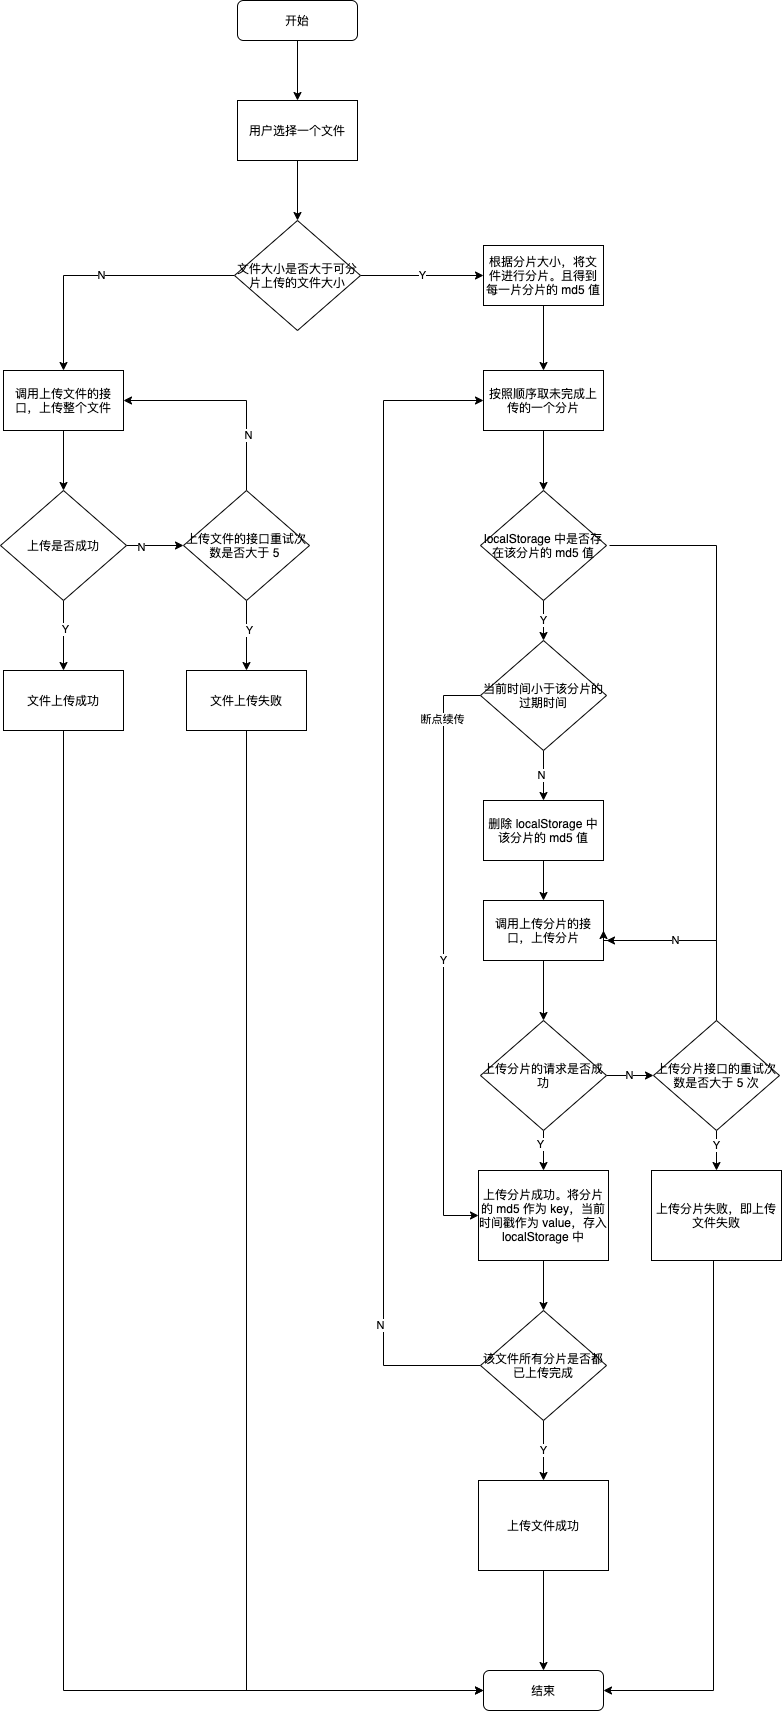 开始
用户选择一个文件
文件大小是否大于可分
片上传的文件大小
N
Y
根据分片大小，将文
件进行分片。且得到
每一片分片的 md5 值
调用上传文件的接
口，上传整个文件
按照顺序取未完成上
传的一个分片
N
上传是否成功
N
上传文件的接口重试次
数是否大于 5
localStorage 中是否存
在该分片的 md5 值
Y
Y
Y
文件上传成功
文件上传失败
当前时间小于该分片的
过期时间
断点续传
N
删除 localStorage 中
该分片的 md5 值
调用上传分片的接
口，上传分片
N
Y
上传分片的请求是否成
功
N
上传分片接口的重试次
数是否大于 5 次
Y
Y
上传分片成功。将分片
的 md5 作为 key，当前
时间戳作为 value，存入
localStorage 中
上传分片失败，即上传
文件失败
N
该文件所有分片是否都
已上传完成
Y
上传文件成功
结束